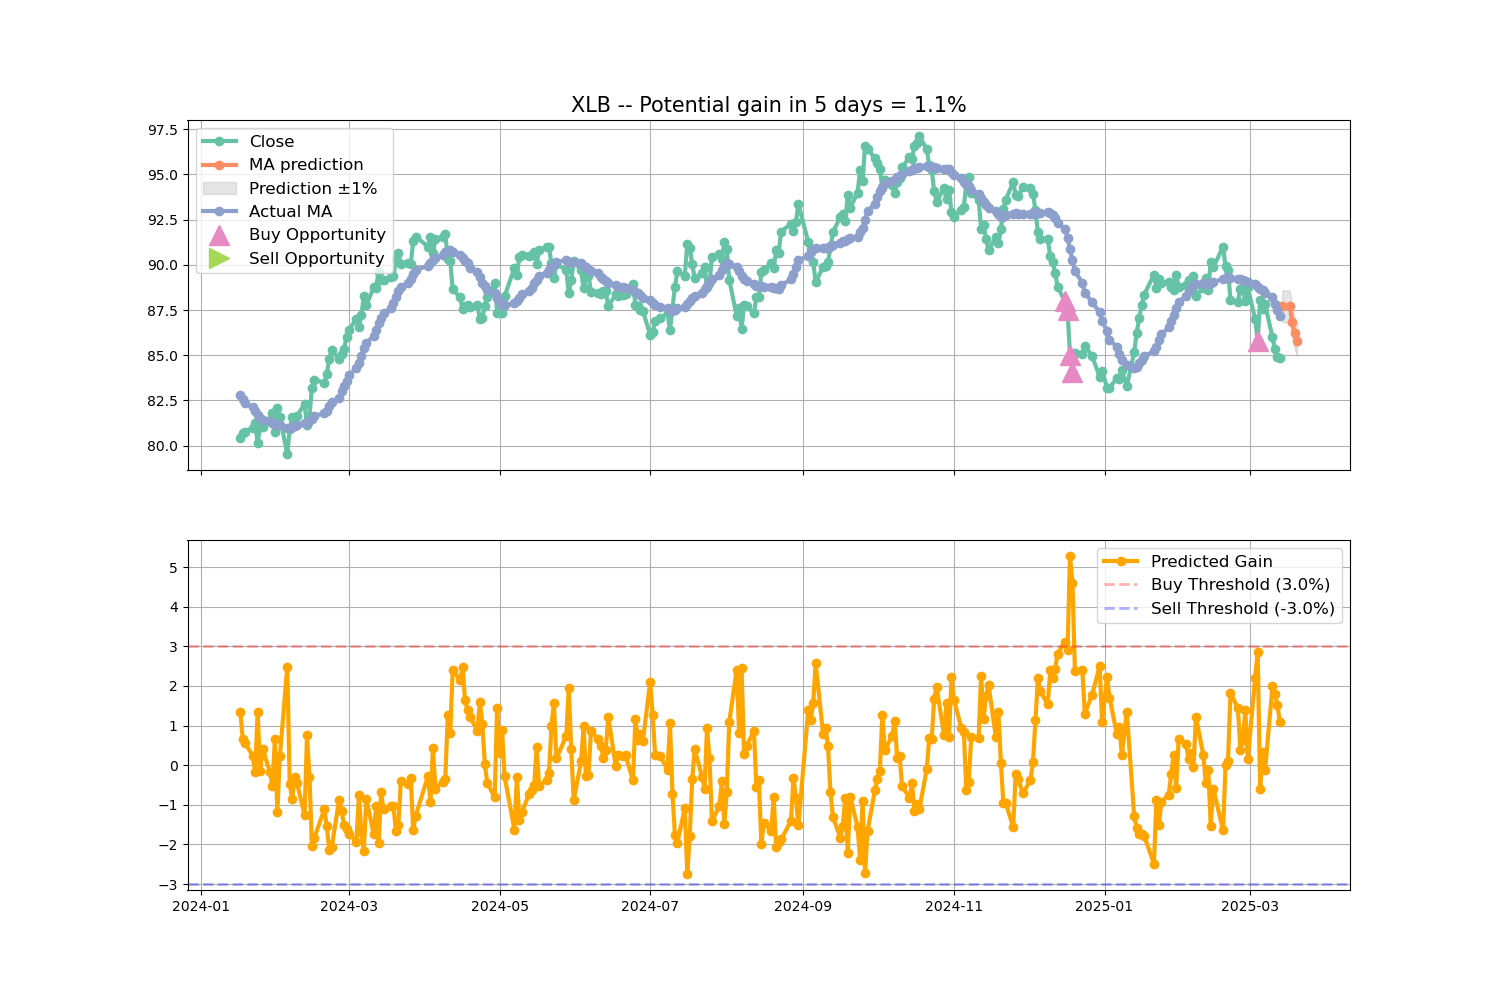 XLB -- Potential gain in 5 days = 1.1%
97.5
95.0
92.5
90.0
87.5
85.0
82.5
80.0
Close
MA prediction
Prediction ±1%
Actual MA
Buy Opportunity
Sell Opportunity
5
4
3
2
1
0
−1
−2
−3
Predicted Gain
Buy Threshold (3.0%)
Sell Threshold (-3.0%)
2024-01 2024-03 2024-05 2024-07 2024-09 2024-11 2025-01 2025-03